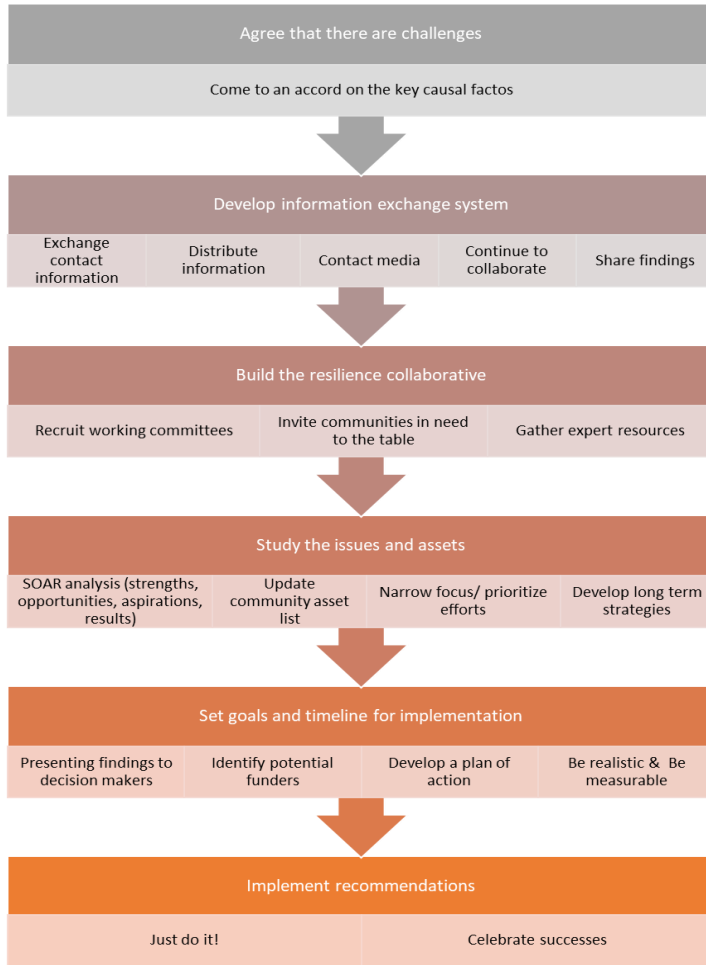 Agree that there are challenges
Come to an accord on the key causal factos
Develop information exchange system
Exchange
contact
information
Distribute
information
Contact media
Continue to
collaborate
Share findings
Build the resilience collaborative
Recruit working committees
Invite communities in need
to the table
Gather expert resources
Study the issues and assets
SOAR analysis (strengths,
opportunities, aspirations,
results)
Update
community asset
list
Narrow focus/ prioritize
efforts
Develop long term
strategies
Set goals and timeline for implementation
Presenting findings to
decision makers
Identify potential
funders
Develop a plan of
action
Be realistic & Be
measurable
Implement recommendations
Just do it!
Celebrate successes